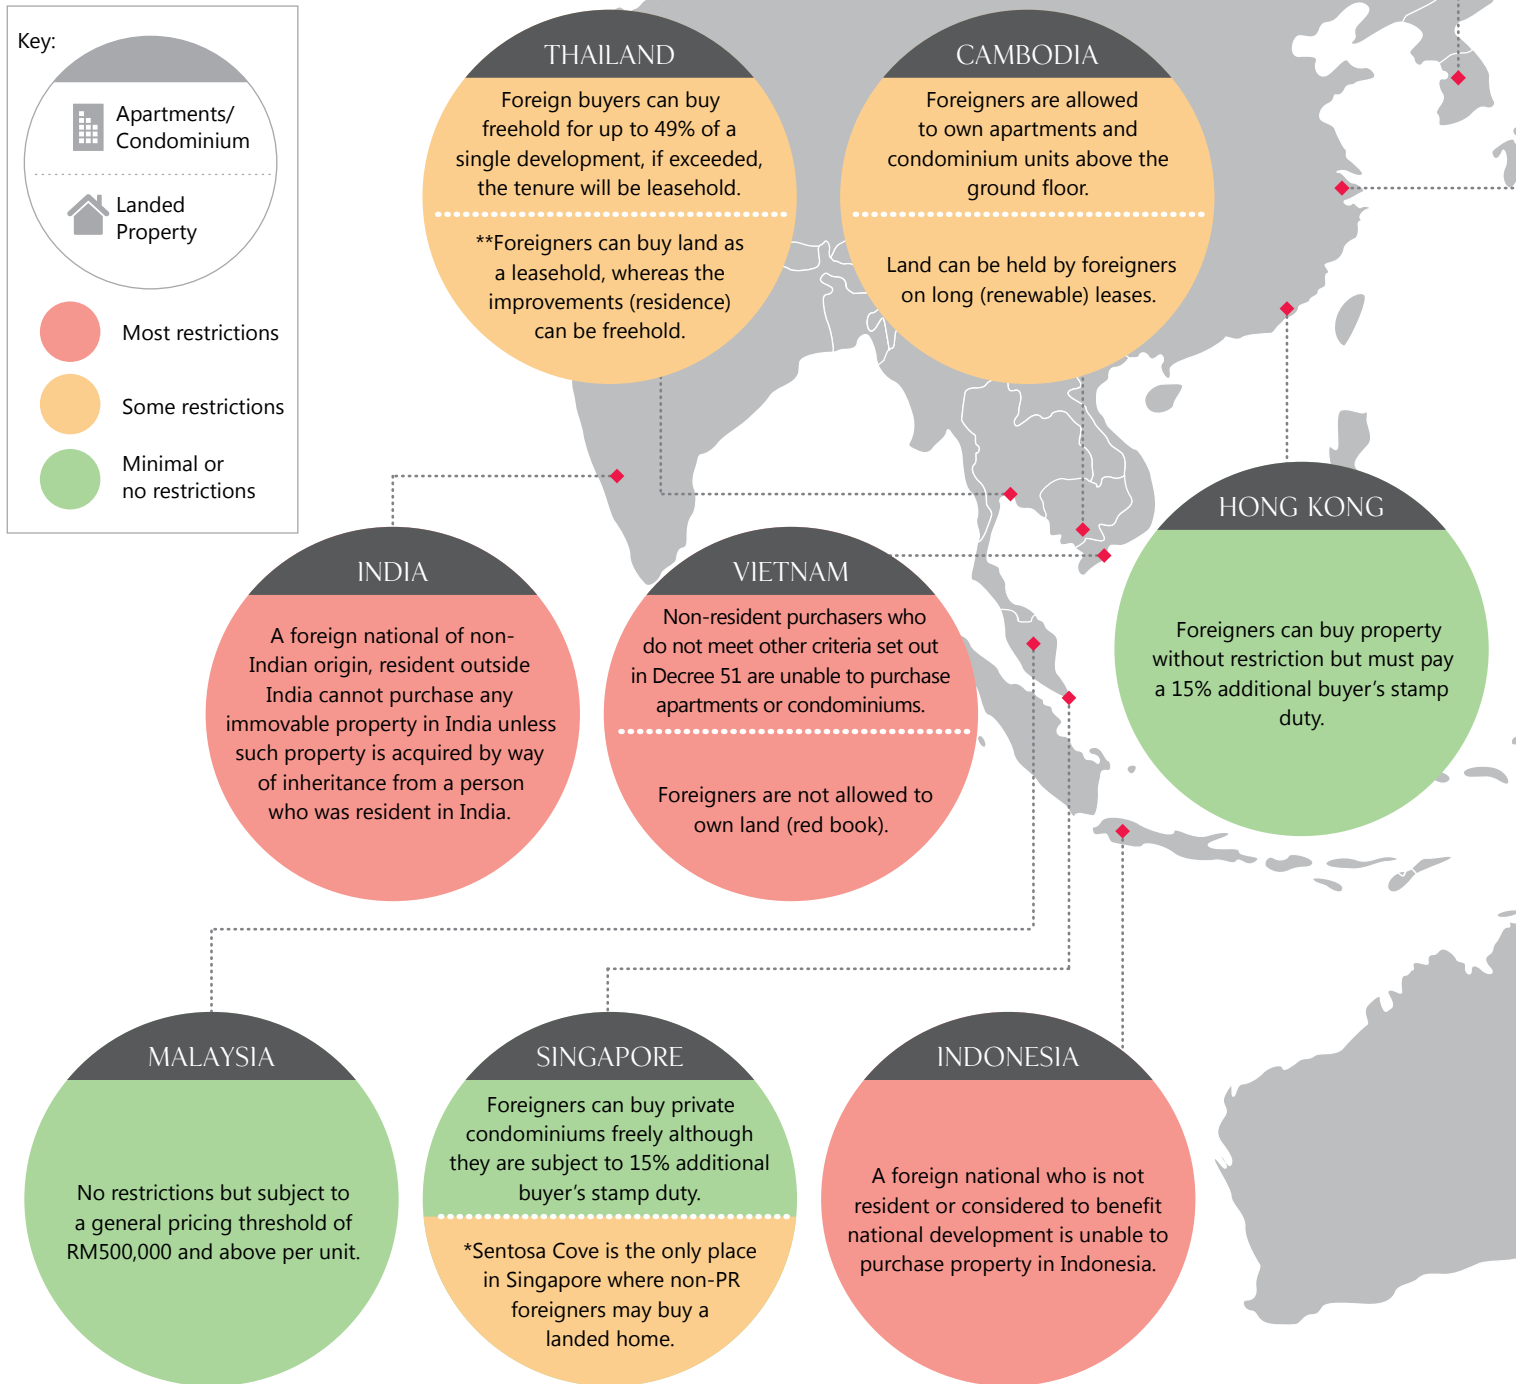 Key:
Apartments/
Condominium
Landed
Property
Most restrictions
Some restrictions
Minimal or
no restrictions
THAILAND
Foreign buyers can buy
freehold for up to 49% of a
single development, if exceeded,
the tenure will be leasehold.
**Foreigners can buy land as
a leasehold, whereas the
improvements (residence)
can be freehold.
CAMBODIA
Foreigners are allowed
to own apartments and
condominium units above the
ground floor.
Land can be held by foreigners
on long (renewable) leases.
HONG KONG
Foreigners can buy property
without restriction but must pay
a 15% additional buyer's stamp
duty.
INDIA
A foreign national of non-
Indian origin, resident outside
India cannot purchase any
immovable property in India unless
such property is acquired by way
of inheritance from a person
who was resident in India.
VIETNAM
Non-resident purchasers who
do not meet other criteria set out
in Decree 51 are unable to purchase
apartments or condominiums.
Foreigners are not allowed to
own land (red book).
MALAYSIA
No restrictions but subject to
a general pricing threshold of
RM500,000 and above per unit.
SINGAPORE
Foreigners can buy private
condominiums freely although
they are subject to 15% additional
buyer's stamp duty.
*Sentosa Cove is the only place
in Singapore where non-PR
foreigners may buy a
landed home.
INDONESIA
A foreign national who is not
resident or considered to benefit
national development is unable to
purchase property in Indonesia.